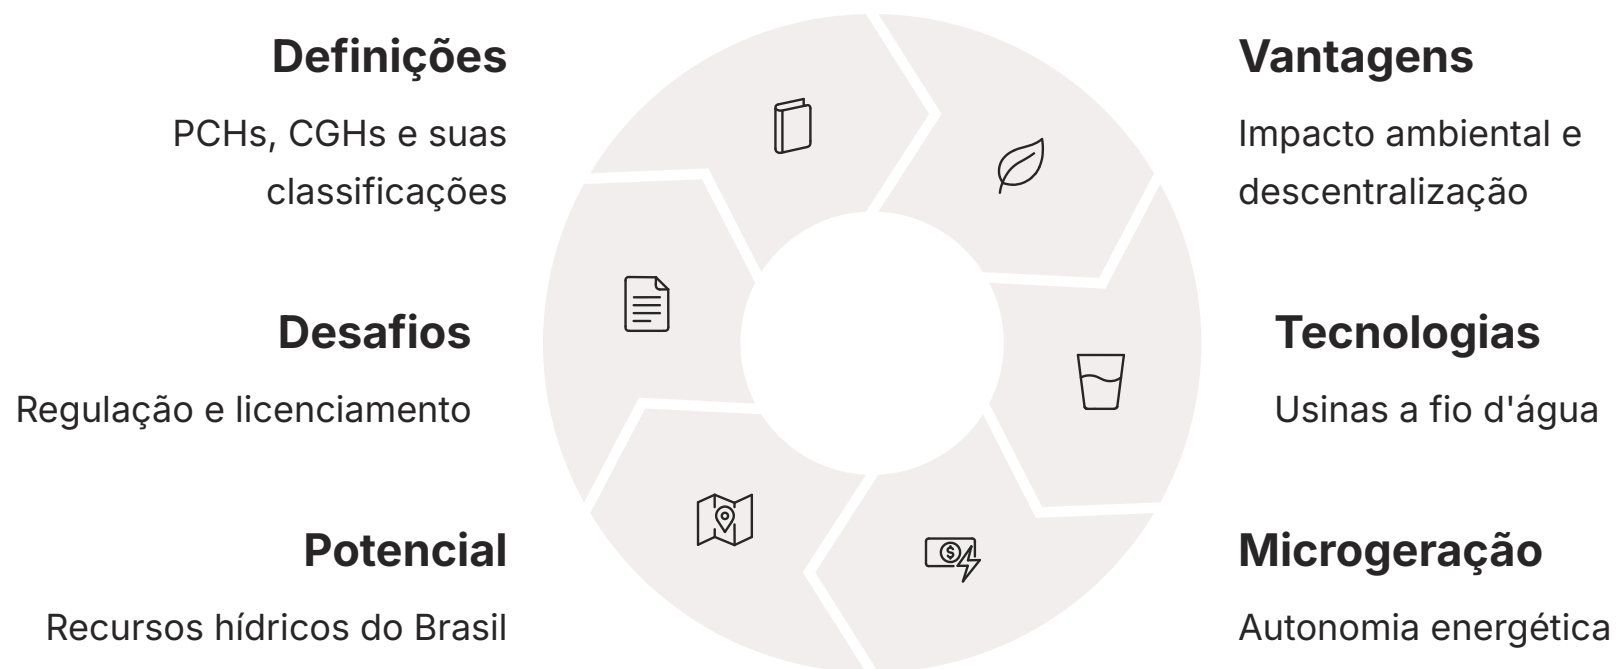 Definições
PCHs, CGHs e suas
classificações
Vantagens
Impacto ambiental e
descentralização
Desafios
Regulação e licenciamento
Tecnologias
Usinas a fio d'água
Potencial
Recursos hídricos do Brasil
Microgeração
Autonomia energética
$